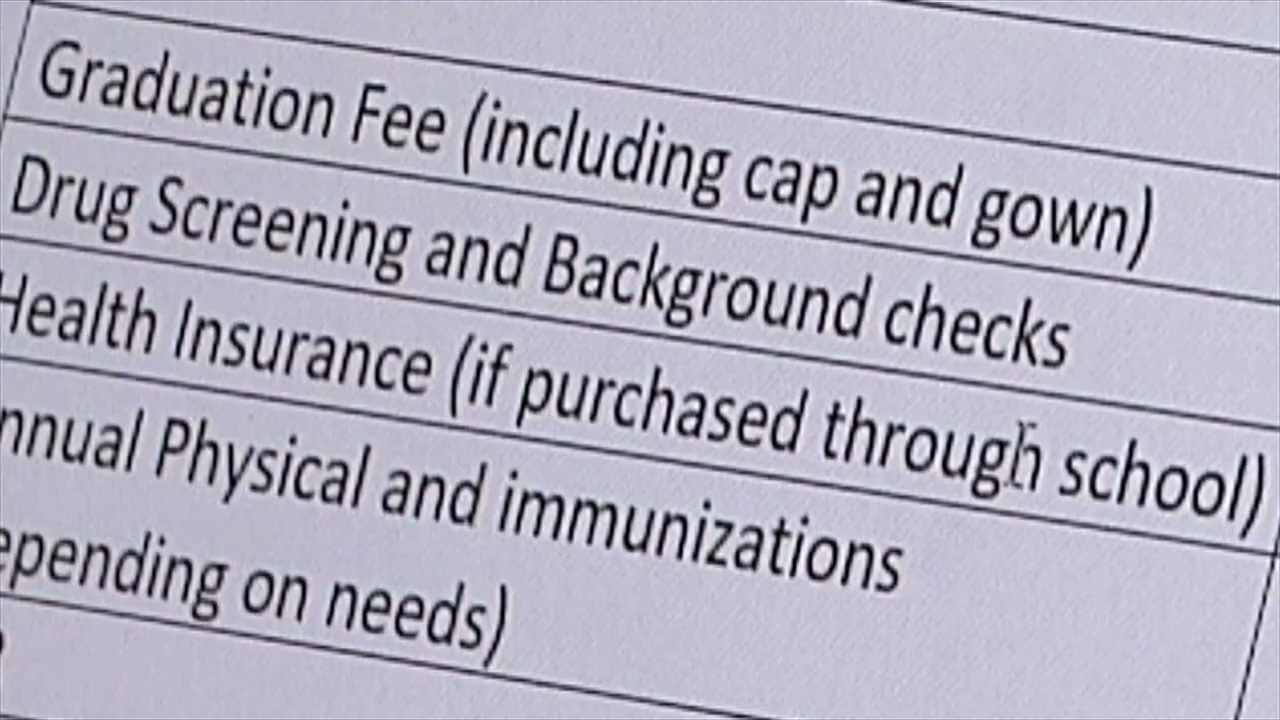 Graduation Fee (including cap and gown)
Drug Screening and Background checks
Health Insurance (if purchased through school)
nnual Physical and immunizations
epending on needs)